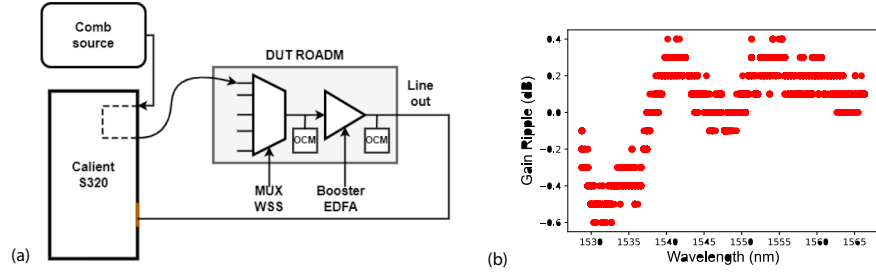 Comb
source
DUT ROADM
Line
out
OCM
OCM
Calient
S320
MUX
WSS
Booster
EDFA
(a)
Gain Ripple (dB)
0.4
0.2
0.0
−0.2
−0.4
−0.6
1530 1535 1540 1545 1550 1555 1560 1565
Wavelength (nm)
(b)